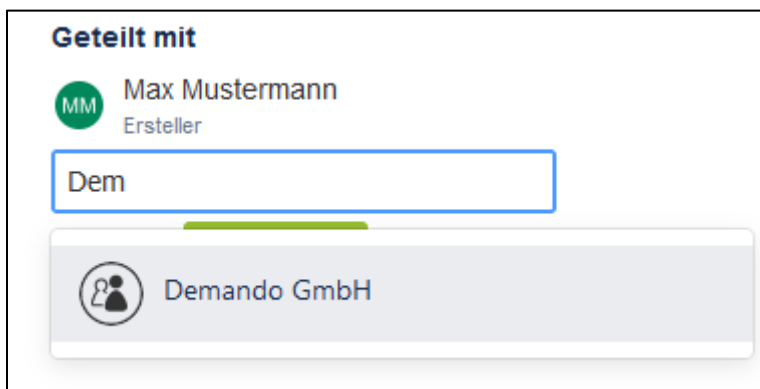 Geteilt mit
MM
Max Mustermann
Ersteller
Dem
Demando GmbH